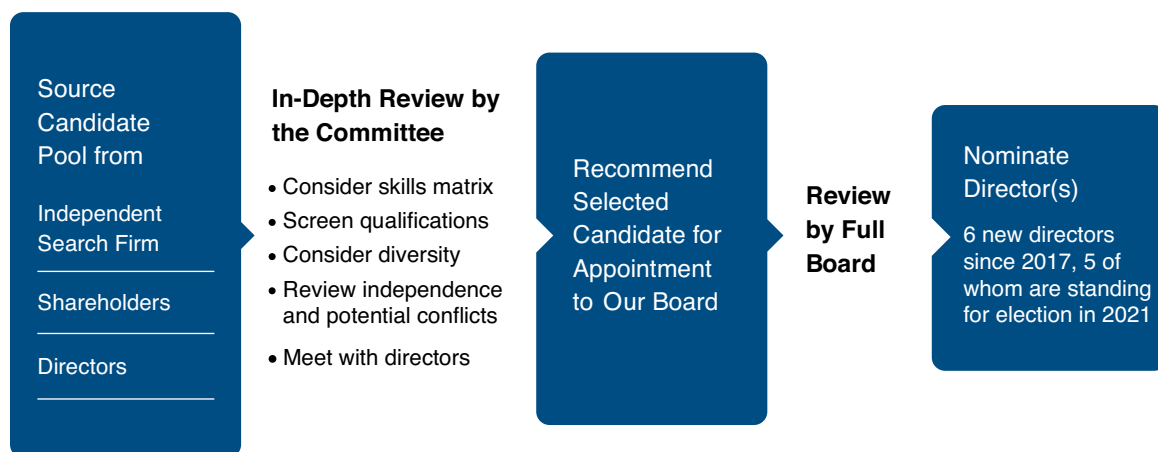 Source
Candidate
Pool from
Independent
Search Firm
Shareholders
Directors
In-Depth Review by
the Committee
• Consider skills matrix
• Screen qualifications
• Consider diversity
• Review independence
and potential conflicts
• Meet with directors
Recommend
Selected
Candidate for
Appointment
to Our Board
Review
by Full
Board
Nominate
Director(s)
6 new directors
since 2017, 5 of
whom are standing
for election in 2021